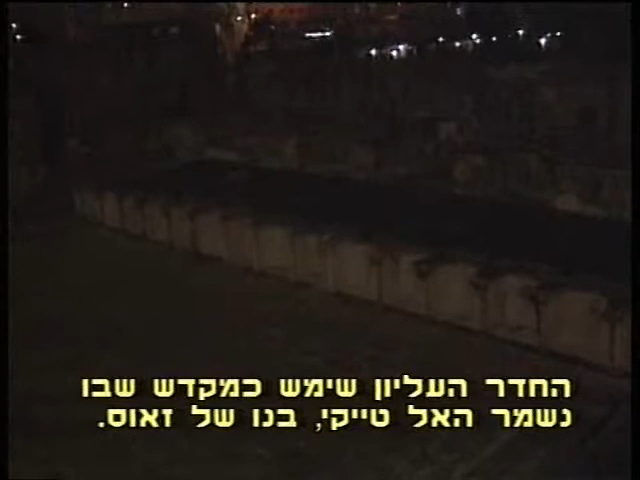 החדר העליון שימש כמקדש שבו
נשמר האל טייקי, בנו של זאוס.